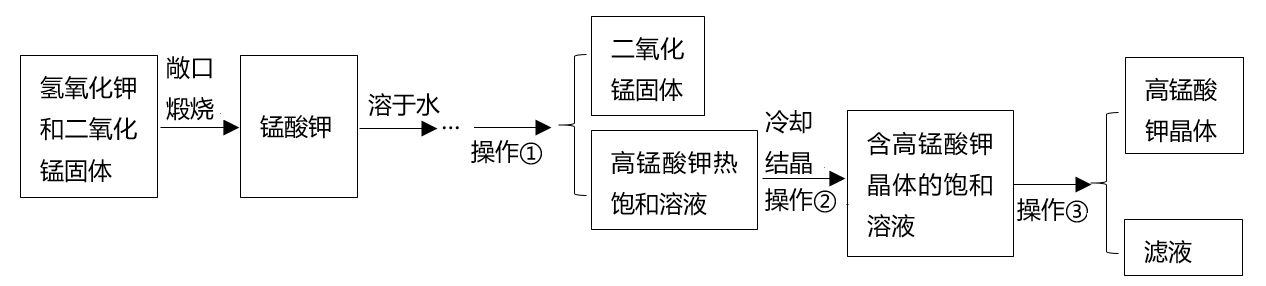 氢氧化钾
和二氧化
锰固体
敞口
煅烧
锰酸钾
溶于水
…
操作①
二氧化
锰固体
高锰酸钾热
饱和溶液
冷却
结晶
操作②
含高锰酸钾
晶体的饱和
溶液
操作③
高锰酸
钾晶体
滤液